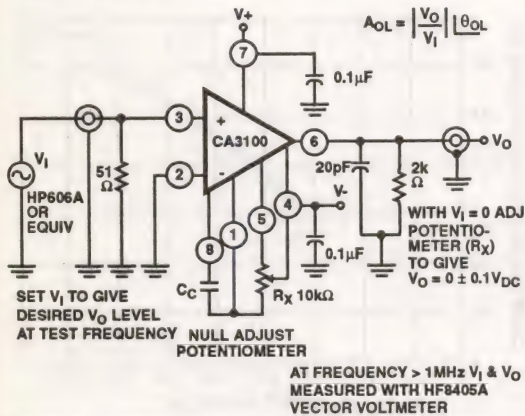 V+
A_OL = |V_O / V_I| ∠θ_OL
7
0.1μF
3
+
CA3100
6
V_O
V_I
51
Ω
2
-
20pF
2k
Ω
HP606A
OR
EQUIV
8
1
5
4
V-
0.1μF
WITH V_I = 0 ADJ
POTENTIO-
METER (R_X)
TO GIVE
V_O = 0 ± 0.1V_DC
C_C
R_X 10kΩ
SET V_I TO GIVE
DESIRED V_O LEVEL
AT TEST FREQUENCY
NULL ADJUST
POTENTIOMETER
AT FREQUENCY > 1MHz V_I & V_O
MEASURED WITH HF8405A
VECTOR VOLTMETER